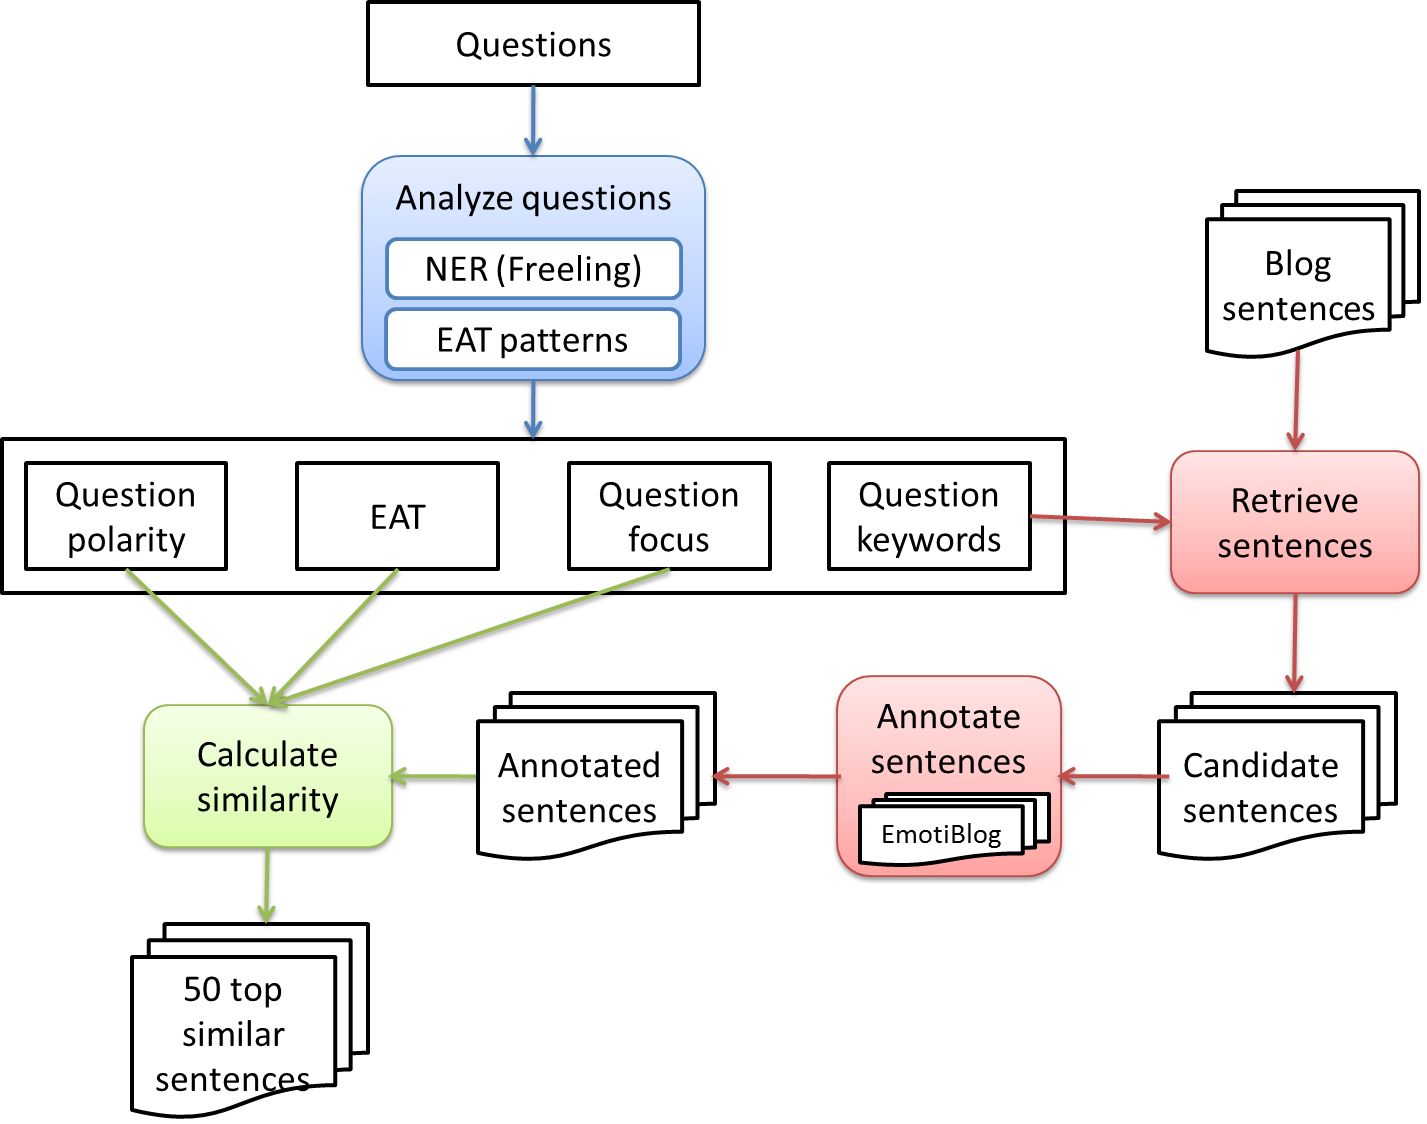 Questions
Analyze questions
NER (Freeling)
EAT patterns
Blog
sentences
Question
polarity
EAT
Question
focus
Question
keywords
Retrieve
sentences
Calculate
similarity
Annotated
sentences
Annotate
sentences
EmotiBlog
Candidate
sentences
50 top
similar
sentences